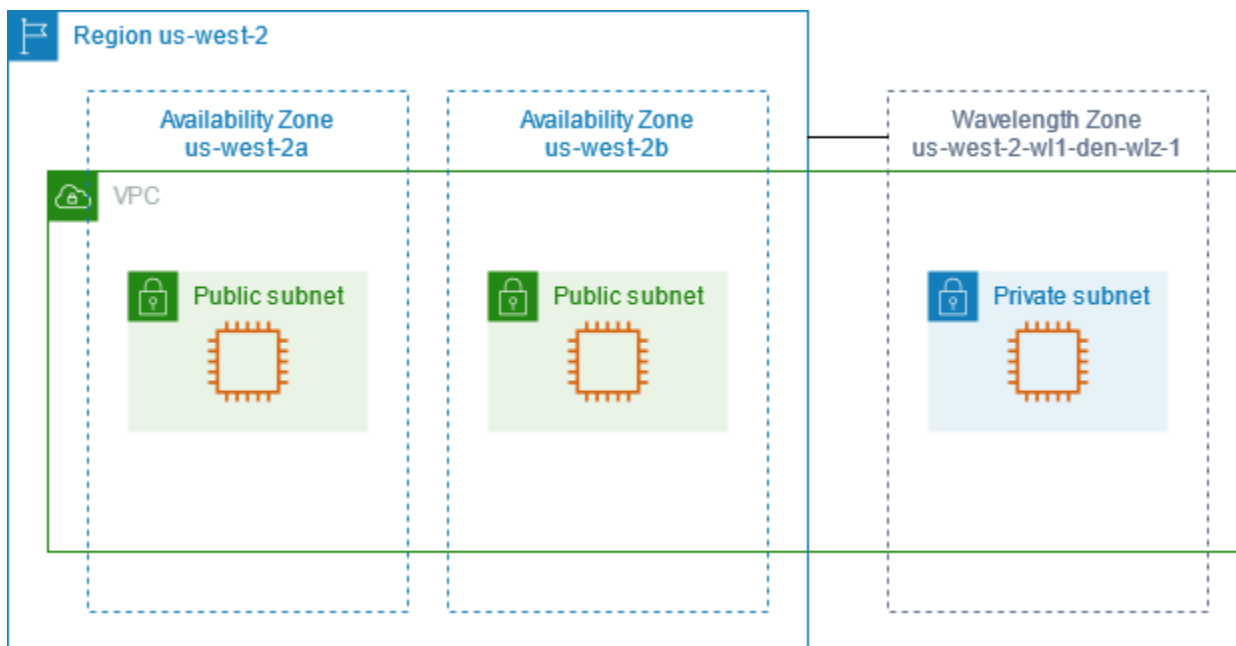 Region us-west-2
Availability Zone
us-west-2a
Availability Zone
us-west-2b
Wavelength Zone
us-west-2-wl1-den-wlz-1
VPC
Public subnet
Public subnet
Private subnet